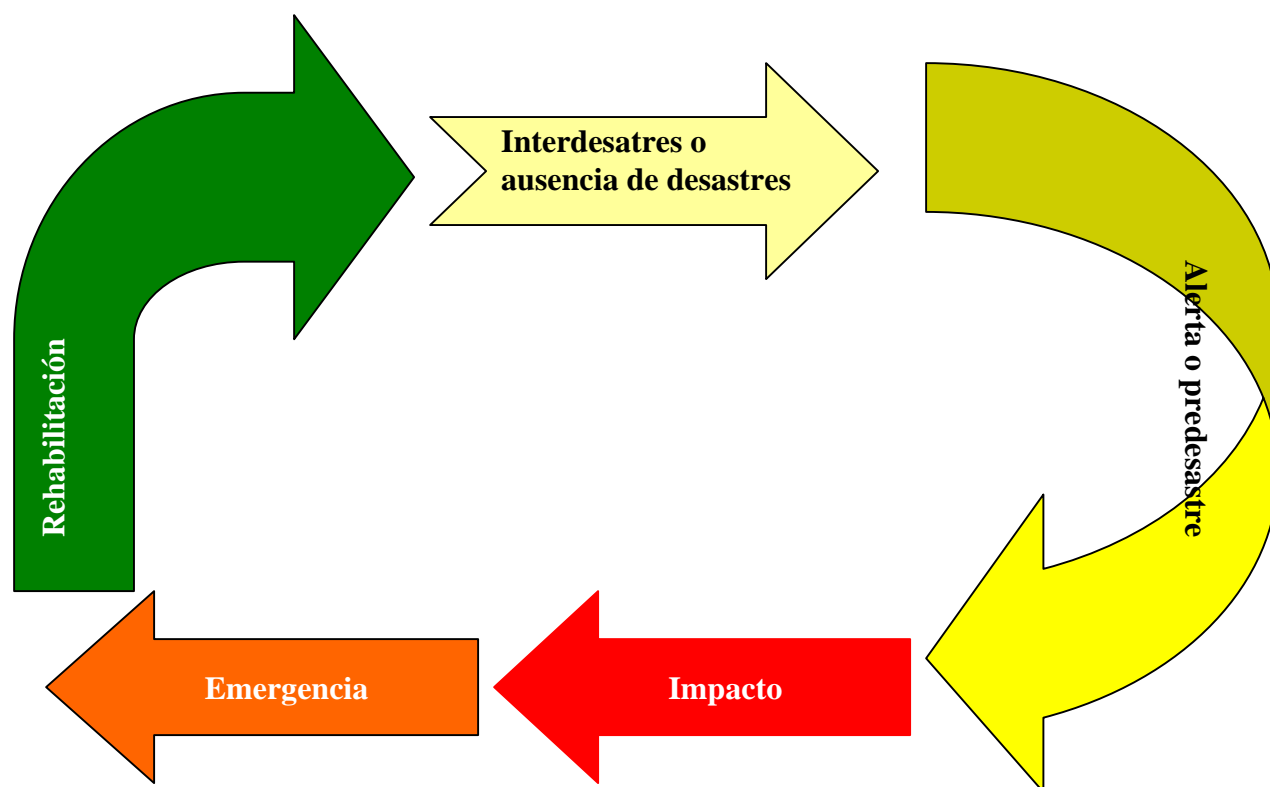 Interdesatres o
ausencia de desastres
Alerta o predesastre
Rehabilitación
Emergencia
Impacto